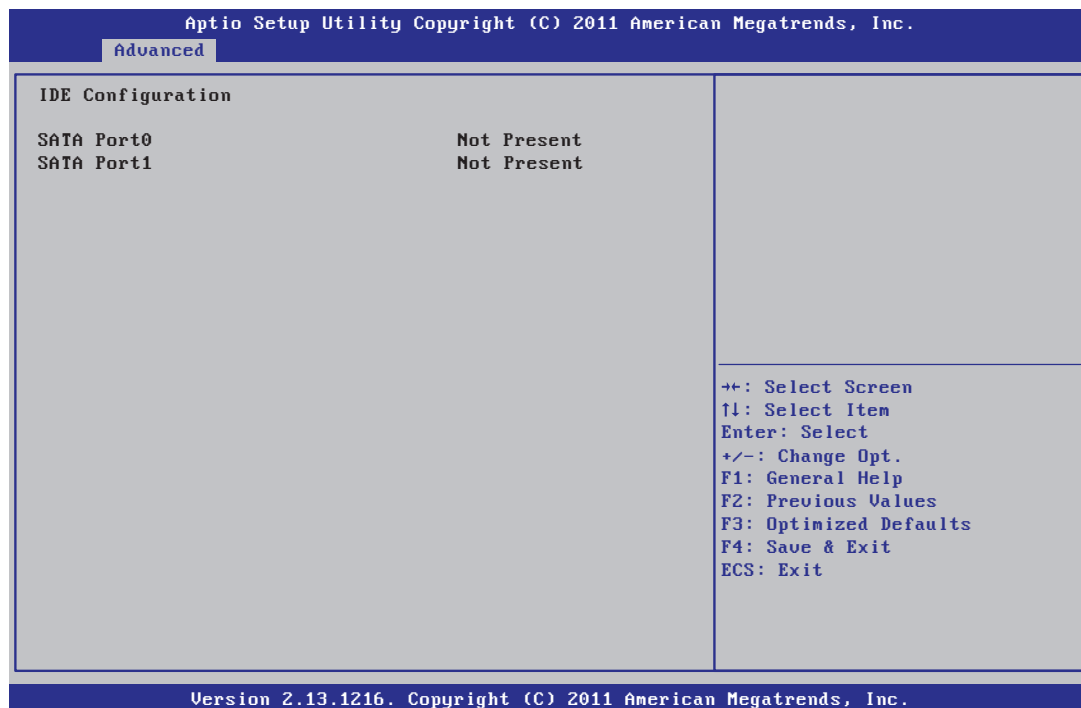 Aptio Setup Utility Copyright (C) 2011 American Megatrends, Inc.
Advanced
IDE Configuration
SATA Port0 Not Present
SATA Port1 Not Present
→←: Select Screen
↑↓: Select Item
Enter: Select
+/-: Change Opt.
F1: General Help
F2: Previous Values
F3: Optimized Defaults
F4: Save & Exit
ECS: Exit
Version 2.13.1216. Copyright (C) 2011 American Megatrends, Inc.